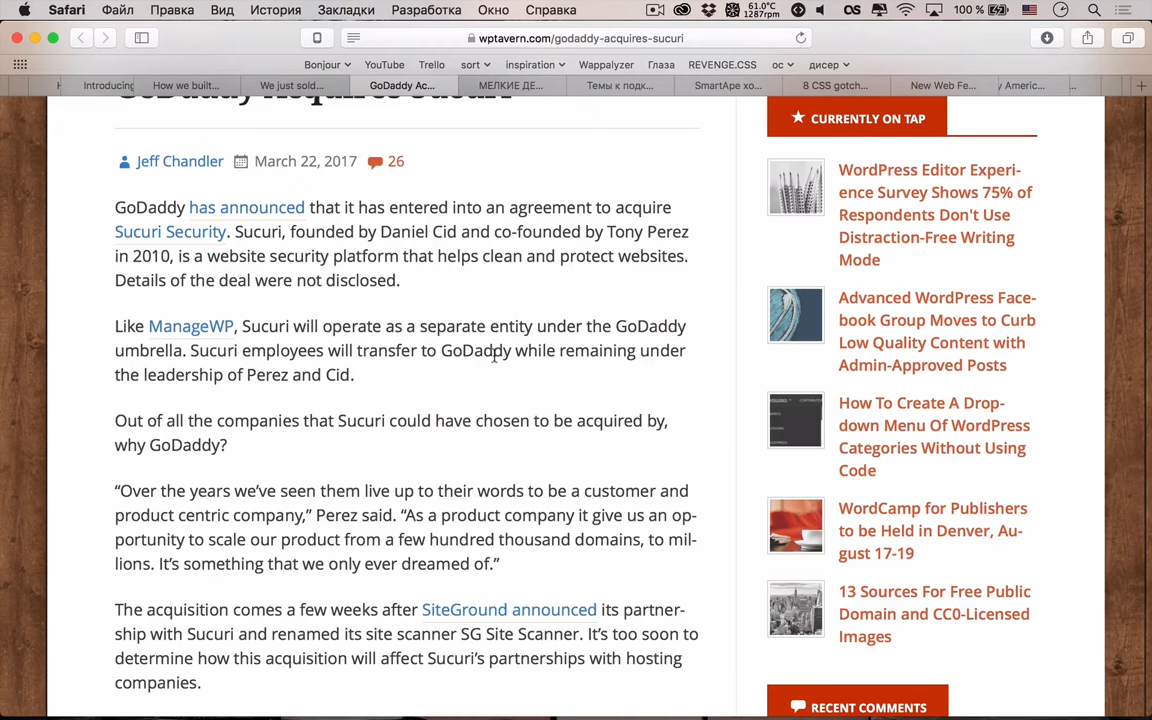 Safari Файл Правка Вид История Закладки Разработка Окно Справка 61.0°C 1287rpm 100 %
wptavern.com/godaddy-acquires-sucuri
Bonjour YouTube Trello sort inspiration Wappalyzer Глаза REVENGE.CSS ос дисер
Introducing How we built... We just sold... GoDaddy Ac... МЕЛКИЕ ДЕ... Темы к подк... SmartApe хо... 8 CSS gotch... New Web Fe... y Americ...
GoDaddy Acquires Sucuri
Jeff Chandler March 22, 2017 26
GoDaddy has announced that it has entered into an agreement to acquire
Sucuri Security. Sucuri, founded by Daniel Cid and co-founded by Tony Perez
in 2010, is a website security platform that helps clean and protect websites.
Details of the deal were not disclosed.
Like ManageWP, Sucuri will operate as a separate entity under the GoDaddy
umbrella. Sucuri employees will transfer to GoDaddy while remaining under
the leadership of Perez and Cid.
Out of all the companies that Sucuri could have chosen to be acquired by,
why GoDaddy?
“Over the years we’ve seen them live up to their words to be a customer and
product centric company,” Perez said. “As a product company it give us an op-
portunity to scale our product from a few hundred thousand domains, to mil-
lions. It’s something that we only ever dreamed of.”
The acquisition comes a few weeks after SiteGround announced its partner-
ship with Sucuri and renamed its site scanner SG Site Scanner. It’s too soon to
determine how this acquisition will affect Sucuri’s partnerships with hosting
companies.
CURRENTLY ON TAP
WordPress Editor Experi-
ence Survey Shows 75% of
Respondents Don't Use
Distraction-Free Writing
Mode
Advanced WordPress Face-
book Group Moves to Curb
Low Quality Content with
Admin-Approved Posts
How To Create A Drop-
down Menu Of WordPress
Categories Without Using
Code
WordCamp for Publishers
to be Held in Denver, Au-
gust 17-19
13 Sources For Free Public
Domain and CC0-Licensed
Images
RECENT COMMENTS